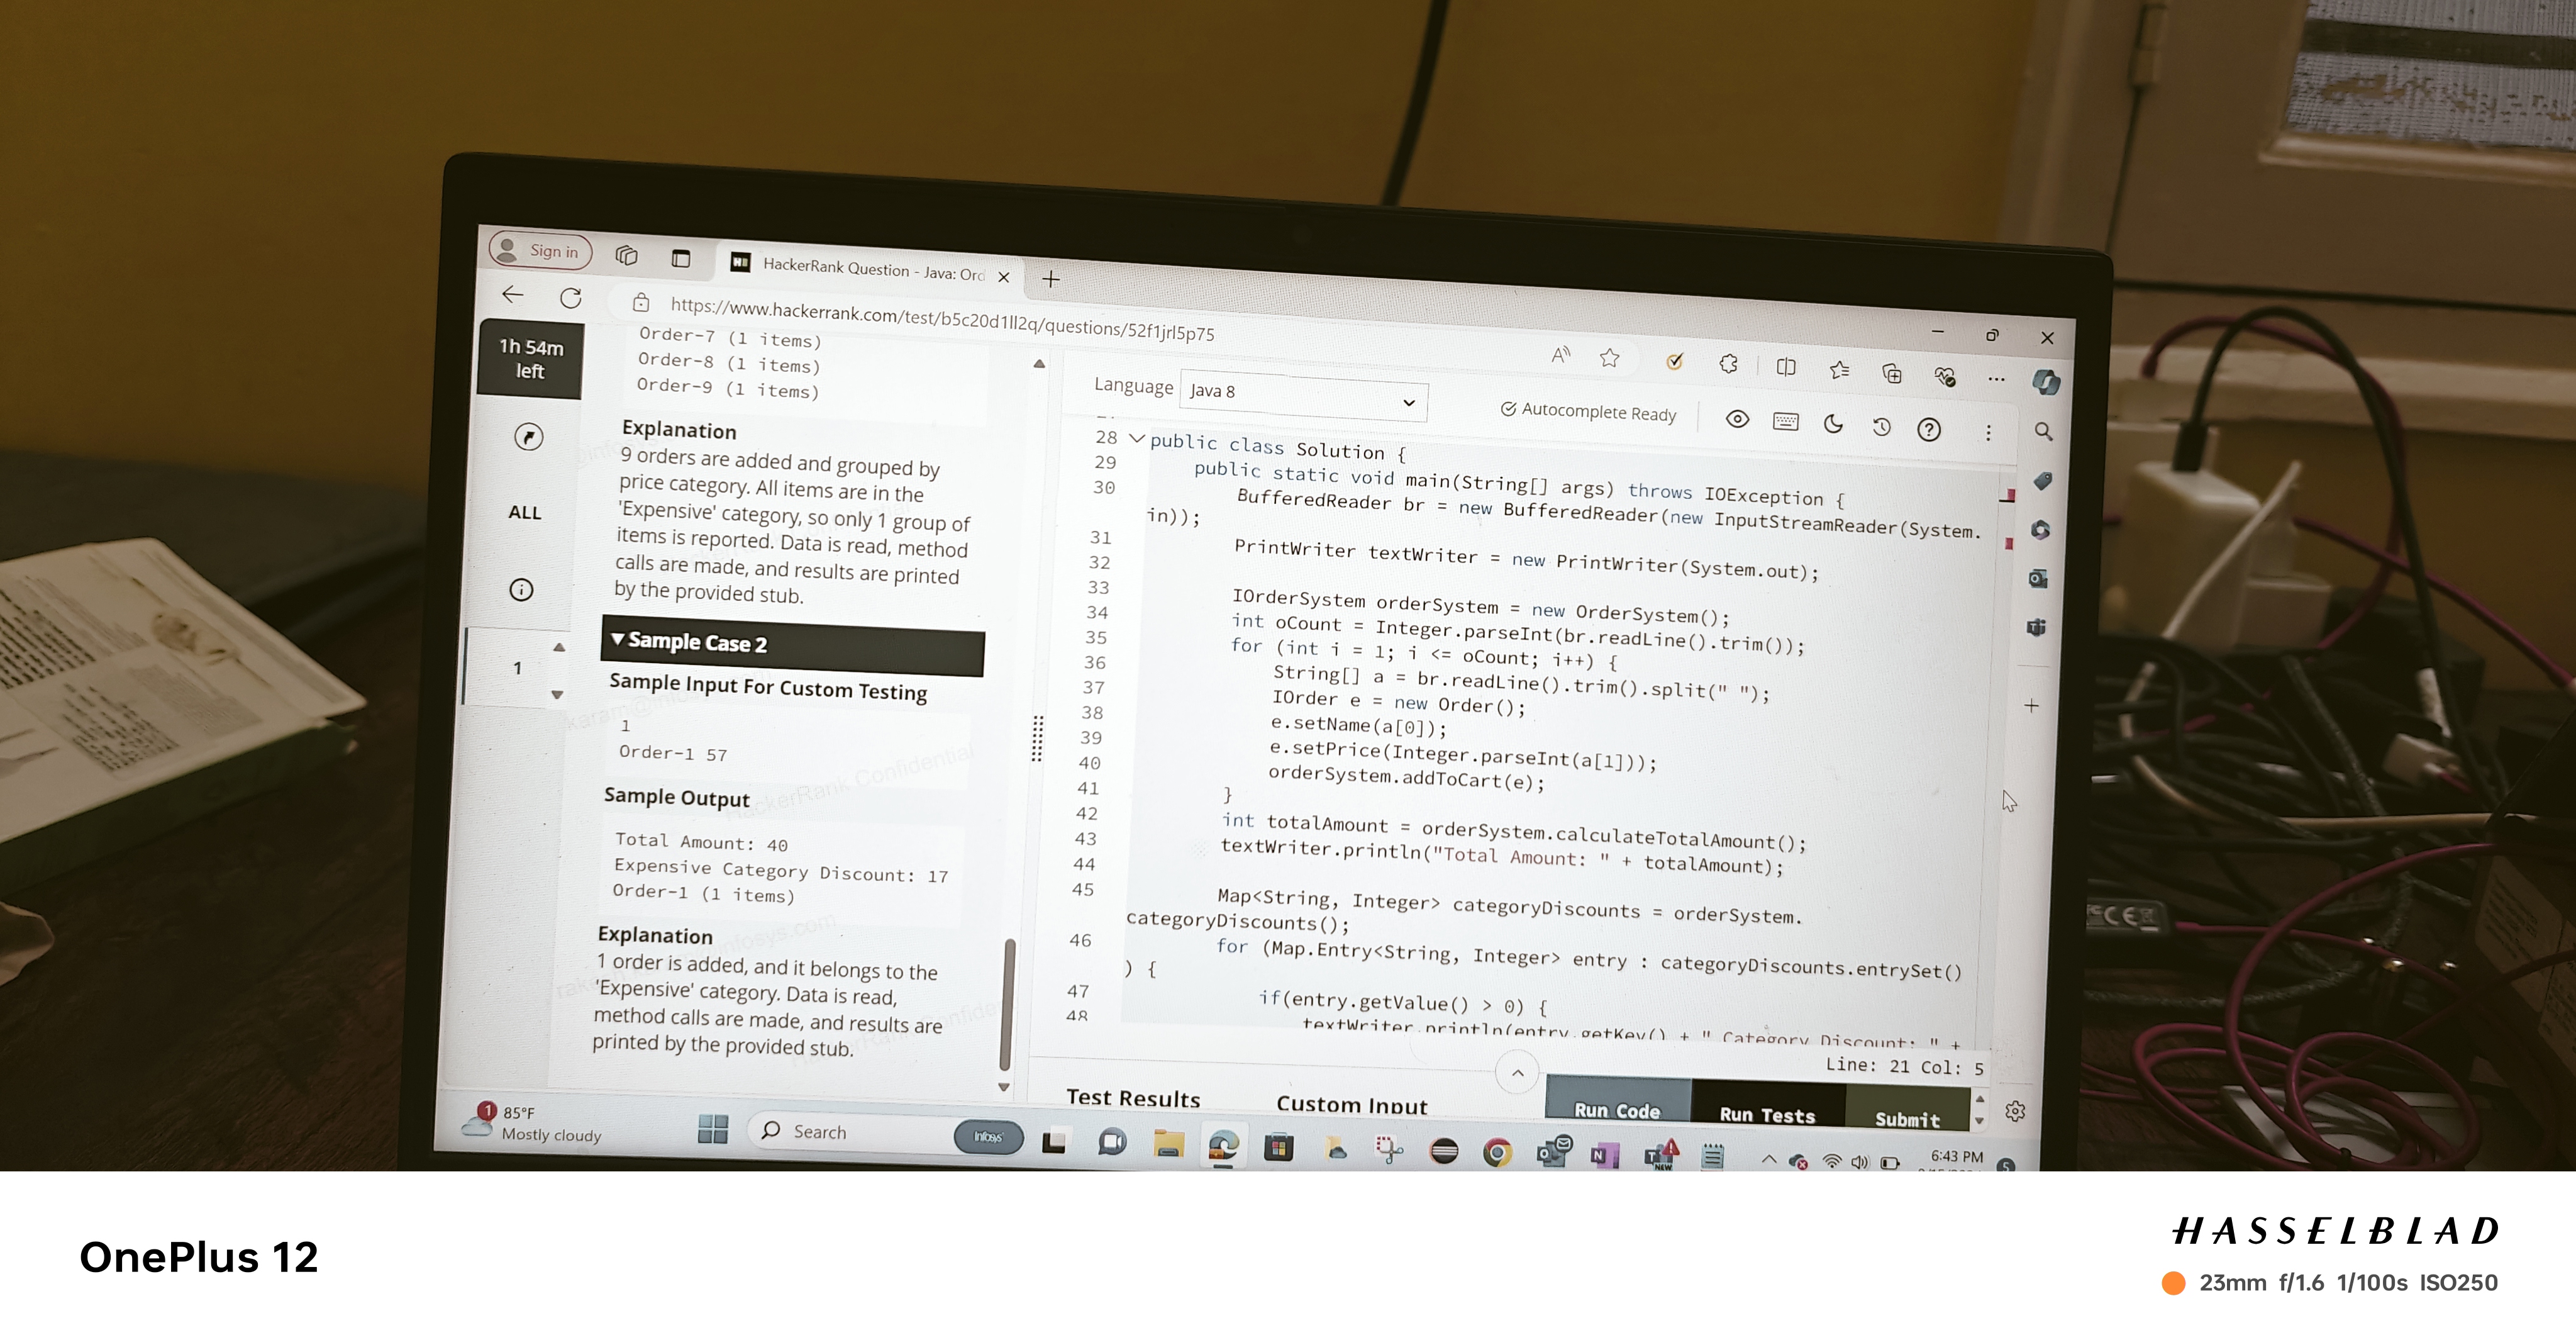 Sign in
HackerRank Question - Java: Ord
https://www.hackerrank.com/test/b5c20d1ll2q/questions/52f1jrl5p75
1h 54m
left
ALL
1
Order-7 (1 items)
Order-8 (1 items)
Order-9 (1 items)
Explanation
9 orders are added and grouped by
price category. All items are in the
'Expensive' category, so only 1 group of
items is reported. Data is read, method
calls are made, and results are printed
by the provided stub.
Sample Case 2
Sample Input For Custom Testing
1
Order-1 57
Sample Output
Total Amount: 40
Expensive Category Discount: 17
Order-1 (1 items)
Explanation
1 order is added, and it belongs to the
'Expensive' category. Data is read,
method calls are made, and results are
printed by the provided stub.
HackerRank Confidential
Language Java 8
Autocomplete Ready
28 public class Solution {
29 public static void main(String[] args) throws IOException {
30 BufferedReader br = new BufferedReader(new InputStreamReader(System.
in));
31 PrintWriter textWriter = new PrintWriter(System.out);
32
33 IOrderSystem orderSystem = new OrderSystem();
34 int oCount = Integer.parseInt(br.readLine().trim());
35 for (int i = 1; i <= oCount; i++) {
36 String[] a = br.readLine().trim().split(" ");
37 IOrder e = new Order();
38 e.setName(a[0]);
39 e.setPrice(Integer.parseInt(a[1]));
40 orderSystem.addToCart(e);
41 }
42 int totalAmount = orderSystem.calculateTotalAmount();
43 textWriter.println("Total Amount: " + totalAmount);
44
45 Map<String, Integer> categoryDiscounts = orderSystem.
categoryDiscounts();
46 for (Map.Entry<String, Integer> entry : categoryDiscounts.entrySet()
) {
47 if(entry.getValue() > 0) {
48 textWriter.println(entry.getKey() + " Category Discount: " +
Line: 21 Col: 5
Test Results
Custom Input
Run Code
Run Tests
Submit
1
85°F
Mostly cloudy
Search
Infosys
NEW
6:43 PM
5
CE
OnePlus 12
HASSELBLAD
23mm f/1.6 1/100s ISO250